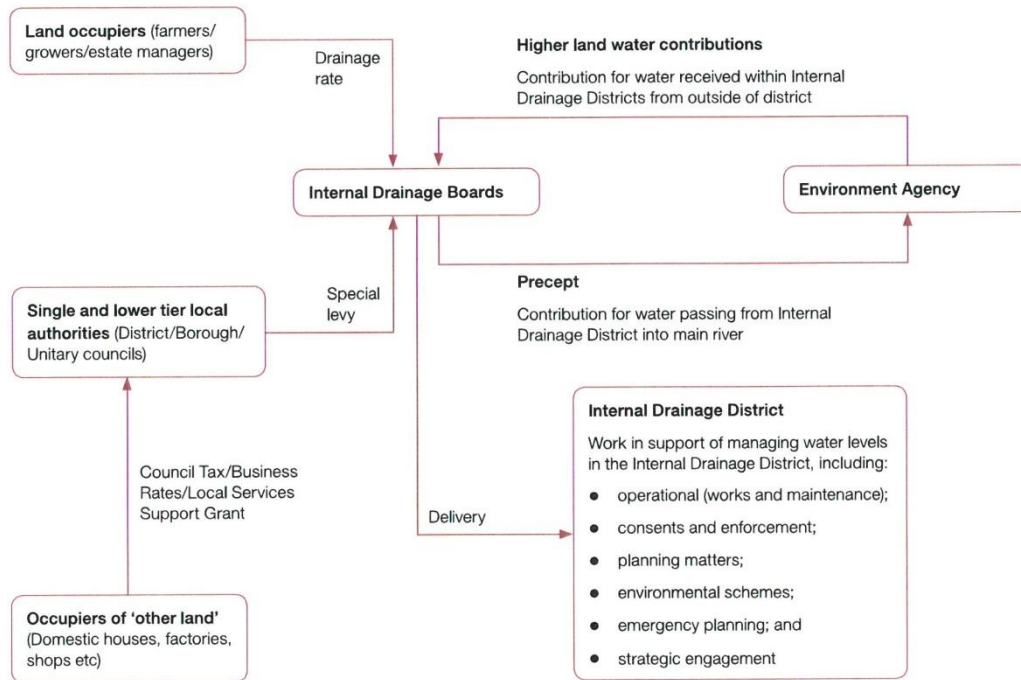 Land occupiers (farmers/
growers/estate managers)
Drainage
rate
Higher land water contributions
Contribution for water received within Internal
Drainage Districts from outside of district
Internal Drainage Boards
Environment Agency
Precept
Contribution for water passing from Internal
Drainage District into main river
Special
levy
Single and lower tier local
authorities (District/Borough/
Unitary councils)
Council Tax/Business
Rates/Local Services
Support Grant
Occupiers of ‘other land’
(Domestic houses, factories,
shops etc)
Delivery
Internal Drainage District
Work in support of managing water levels
in the Internal Drainage District, including:
● operational (works and maintenance);
● consents and enforcement;
● planning matters;
● environmental schemes;
● emergency planning; and
● strategic engagement